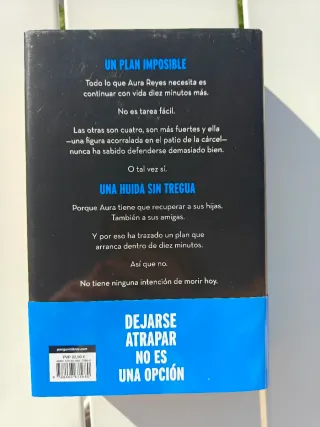 UN PLAN IMPOSIBLE
Todo lo que Aura Reyes necesita es
continuar con vida diez minutos más.
No es tarea fácil.
Las otras son cuatro, son más fuertes y ella
—una figura acorralada en el patio de la cárcel—
nunca ha sabido defenderse demasiado bien.
O tal vez sí.
UNA HUIDA SIN TREGUA
Porque Aura tiene que recuperar a sus hijas.
También a sus amigas.
Y por eso ha trazado un plan que
arranca dentro de diez minutos.
Así que no.
No tiene ninguna intención de morir hoy.
DEJARSE
ATRAPAR
NO ES
UNA OPCIÓN